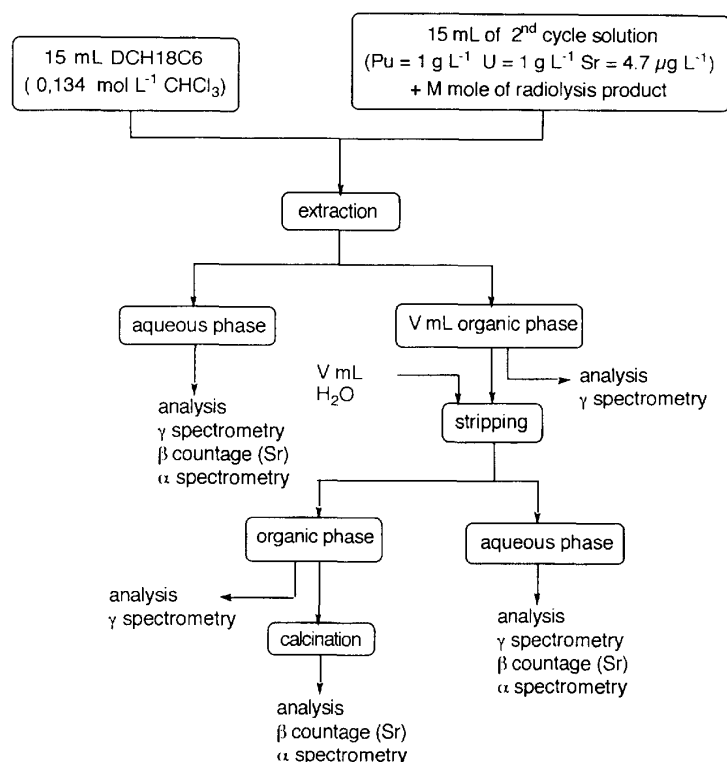 15 mL DCH18C6
( 0,134 mol L⁻¹ CHCl₃)
15 mL of 2ⁿᵈ cycle solution
(Pu = 1 g L⁻¹ U = 1 g L⁻¹ Sr = 4.7 µg L⁻¹)
+ M mole of radiolysis product
extraction
aqueous phase
V mL organic phase
analysis
γ spectrometry
β countage (Sr)
α spectrometry
V mL
H₂O
analysis
γ spectrometry
stripping
organic phase
aqueous phase
analysis
γ spectrometry
calcination
analysis
γ spectrometry
β countage (Sr)
α spectrometry
analysis
β countage (Sr)
α spectrometry